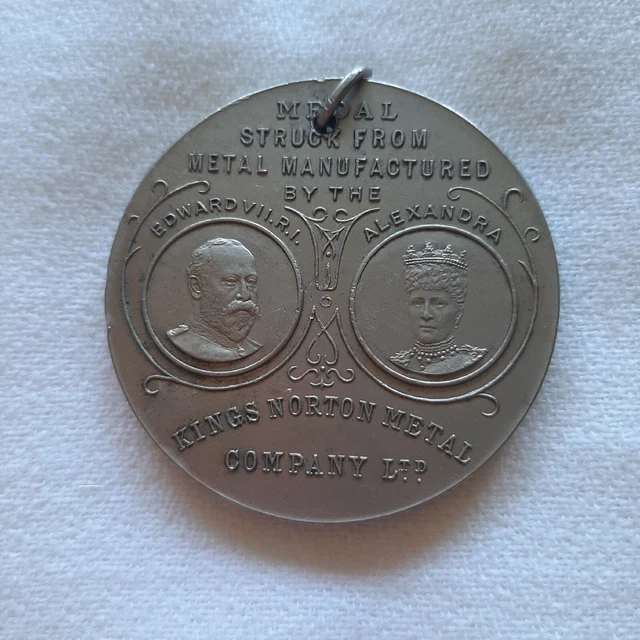 MEDAL
STRUCK FROM
METAL MANUFACTURED
BY THE
EDWARD VII. R.I.
ALEXANDRA
KINGS NORTON METAL
COMPANY LTD.